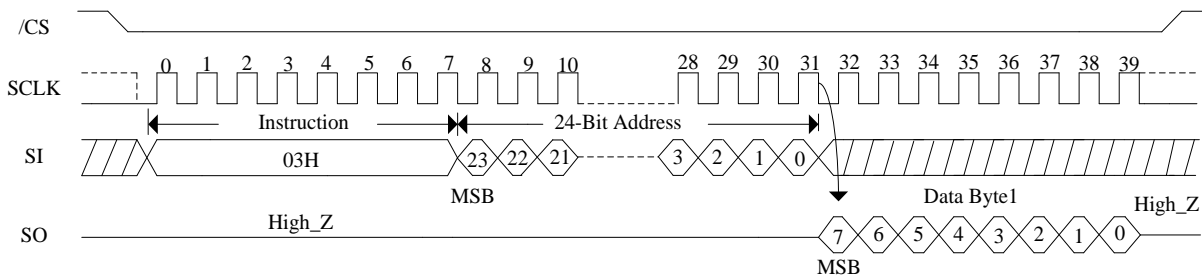 /CS
0 1 2 3 4 5 6 7 8 9 10 28 29 30 31 32 33 34 35 36 37 38 39
SCLK
Instruction 24-Bit Address
SI 03H 23 22 21 3 2 1 0
MSB Data Byte1
High_Z High_Z
SO 7 6 5 4 3 2 1 0
MSB